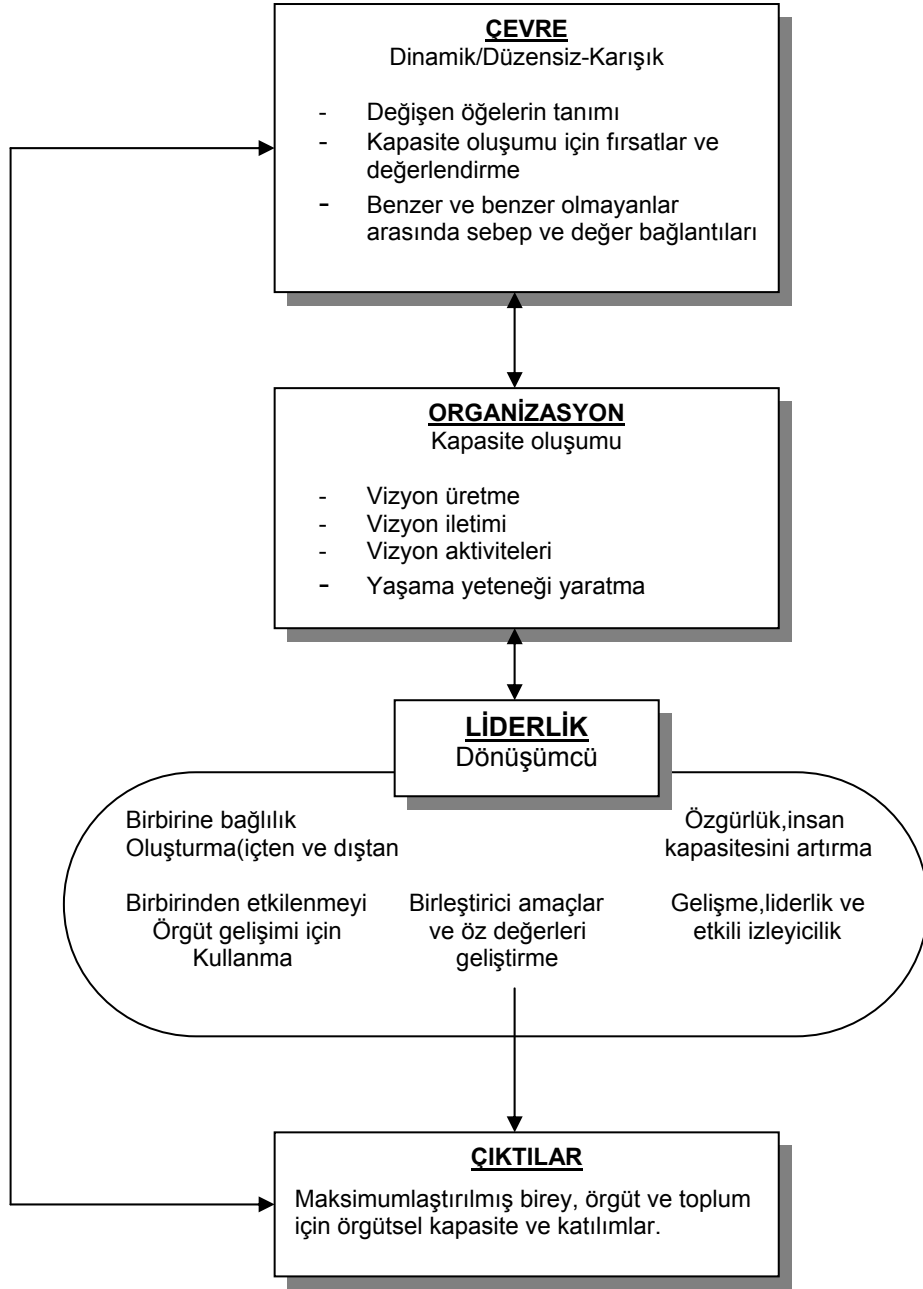 ÇEVRE
Dinamik/Düzensiz-Karışık
- Değişen öğelerin tanımı
- Kapasite oluşumu için fırsatlar ve
değerlendirme
- Benzer ve benzer olmayanlar
arasında sebep ve değer bağlantıları
ORGANİZASYON
Kapasite oluşumu
- Vizyon üretme
- Vizyon iletimi
- Vizyon aktiviteleri
- Yaşama yeteneği yaratma
LİDERLİK
Dönüşümcü
Birbirine bağlılık
Oluşturma(içten ve dıştan
Özgürlük,insan
kapasitesini artırma
Birbirinden etkilenmeyi
Örgüt gelişimi için
Kullanma
Birleştirici amaçlar
ve öz değerleri
geliştirme
Gelişme,liderlik ve
etkili izleyicilik
ÇIKTILAR
Maksimumlaştırılmış birey, örgüt ve toplum
için örgütsel kapasite ve katılımlar.